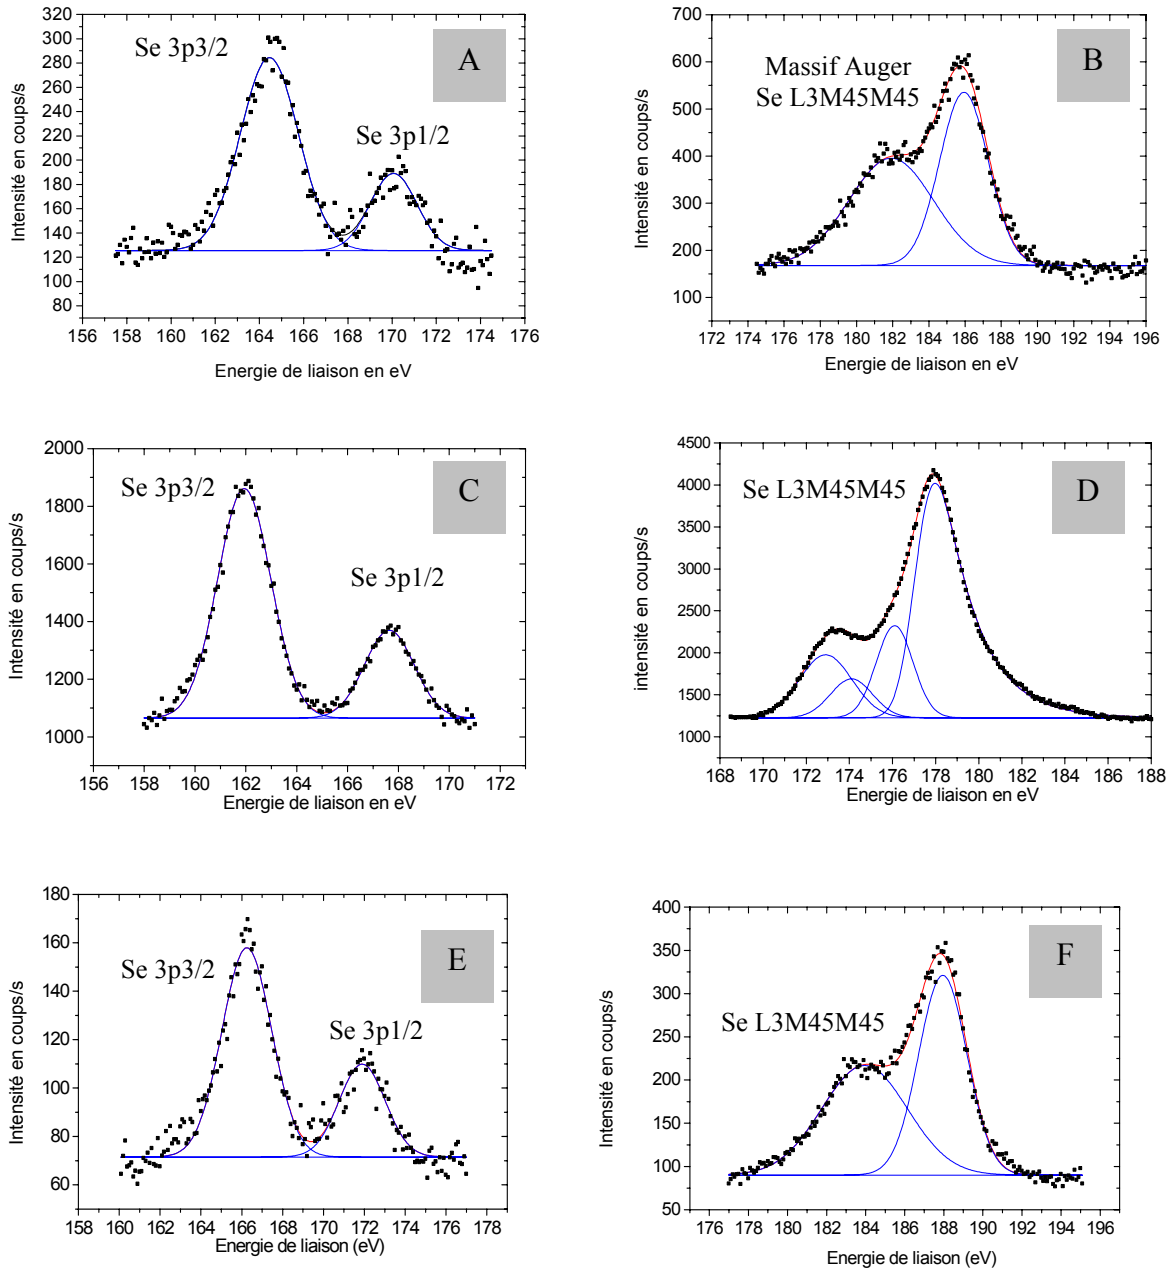 Se 3p3/2
A
Se 3p1/2
320
300
280
260
240
220
200
180
160
140
120
100
80
156 158 160 162 164 166 168 170 172 174 176
Intensité en coups/s
Energie de liaison en eV
Massif Auger
Se L3M45M45
B
700
600
500
400
300
200
100
172 174 176 178 180 182 184 186 188 190 192 194 196
Intensité en coups/s
Energie de liaison en eV
Se 3p3/2
C
Se 3p1/2
2000
1800
1600
1400
1200
1000
156 158 160 162 164 166 168 170 172
Intensité en coups/s
Energie de liaison en eV
Se L3M45M45
D
4500
4000
3500
3000
2500
2000
1500
1000
168 170 172 174 176 178 180 182 184 186 188
intensité en coups/s
Energie de liaison en eV
Se 3p3/2
E
Se 3p1/2
180
160
140
120
100
80
60
158 160 162 164 166 168 170 172 174 176 178
Intensité en coups/s
Energie de liaison (eV)
Se L3M45M45
F
400
350
300
250
200
150
100
50
176 178 180 182 184 186 188 190 192 194 196
Intensité en coups/s
Energie de liaison (eV)